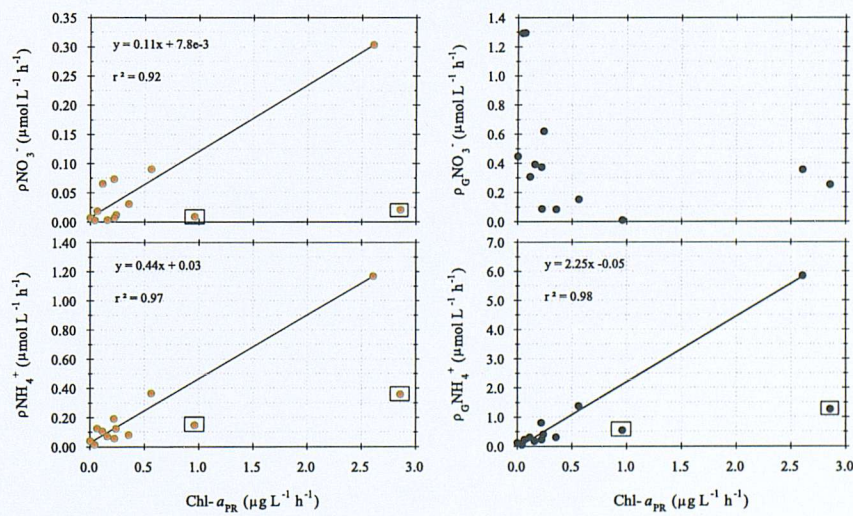 0.35
0.30
0.25
0.20
0.15
0.10
0.05
0.00
ρNO₃⁻ (µmol L⁻¹ h⁻¹)
y = 0.11x + 7.8e-3
r² = 0.92
1.4
1.2
1.0
0.8
0.6
0.4
0.2
0.0
ρ_GNO₃⁻ (µmol L⁻¹ h⁻¹)
1.40
1.20
1.00
0.80
0.60
0.40
0.20
0.00
ρNH₄⁺ (µmol L⁻¹ h⁻¹)
y = 0.44x + 0.03
r² = 0.97
0.0 0.5 1.0 1.5 2.0 2.5 3.0
Chl-a_PR (µg L⁻¹ h⁻¹)
7.0
6.0
5.0
4.0
3.0
2.0
1.0
0.0
ρ_GNH₄⁺ (µmol L⁻¹ h⁻¹)
y = 2.25x -0.05
r² = 0.98
0.0 0.5 1.0 1.5 2.0 2.5 3.0
Chl-a_PR (µg L⁻¹ h⁻¹)